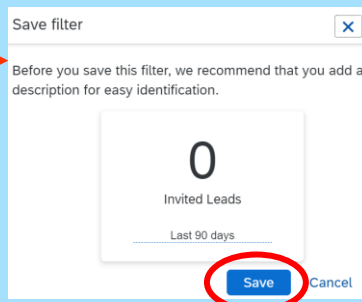 Save filter
Before you save this filter, we recommend that you add a
description for easy identification.
0
Invited Leads
Last 90 days
Save Cancel